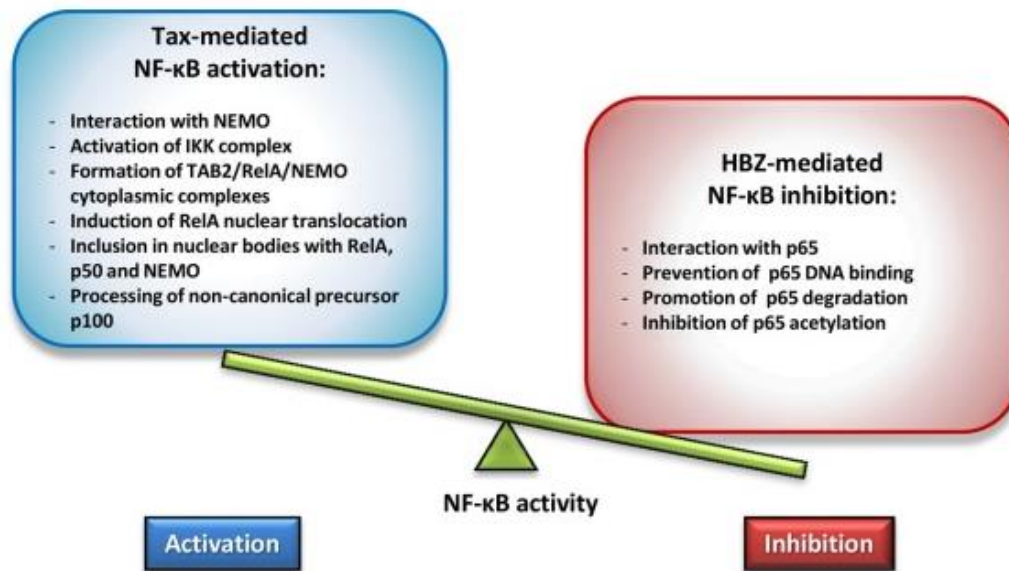 Tax-mediated
NF-κB activation:
- Interaction with NEMO
- Activation of IKK complex
- Formation of TAB2/RelA/NEMO
cytoplasmic complexes
- Induction of RelA nuclear translocation
- Inclusion in nuclear bodies with RelA,
p50 and NEMO
- Processing of non-canonical precursor
p100
HBZ-mediated
NF-κB inhibition:
- Interaction with p65
- Prevention of p65 DNA binding
- Promotion of p65 degradation
- Inhibition of p65 acetylation
NF-κB activity
Activation
Inhibition